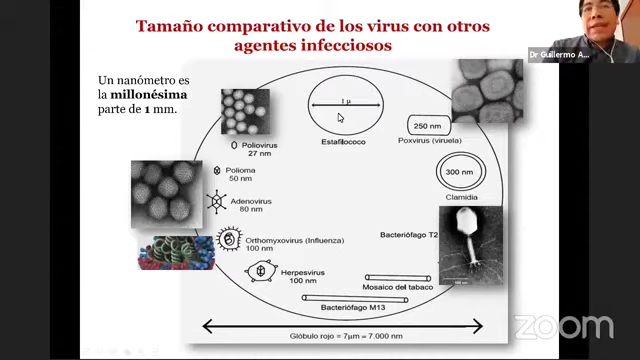 Tamaño comparativo de los virus con otros
agentes infecciosos
Dr Guillermo A...
Un nanómetro es
la millonésima
parte de 1 mm.
1 μ
Estafilococo
250 nm
Poxvirus (viruela)
Poliovirus
27 nm
Polioma
50 nm
300 nm
Clamidia
Adenovirus
80 nm
Orthomyxovirus (Influenza)
100 nm
Bacteriófago T2
Herpesvirus
100 nm
Mosaico del tabaco
Bacteriófago M13
Glóbulo rojo = 7μm = 7.000 nm
zoom